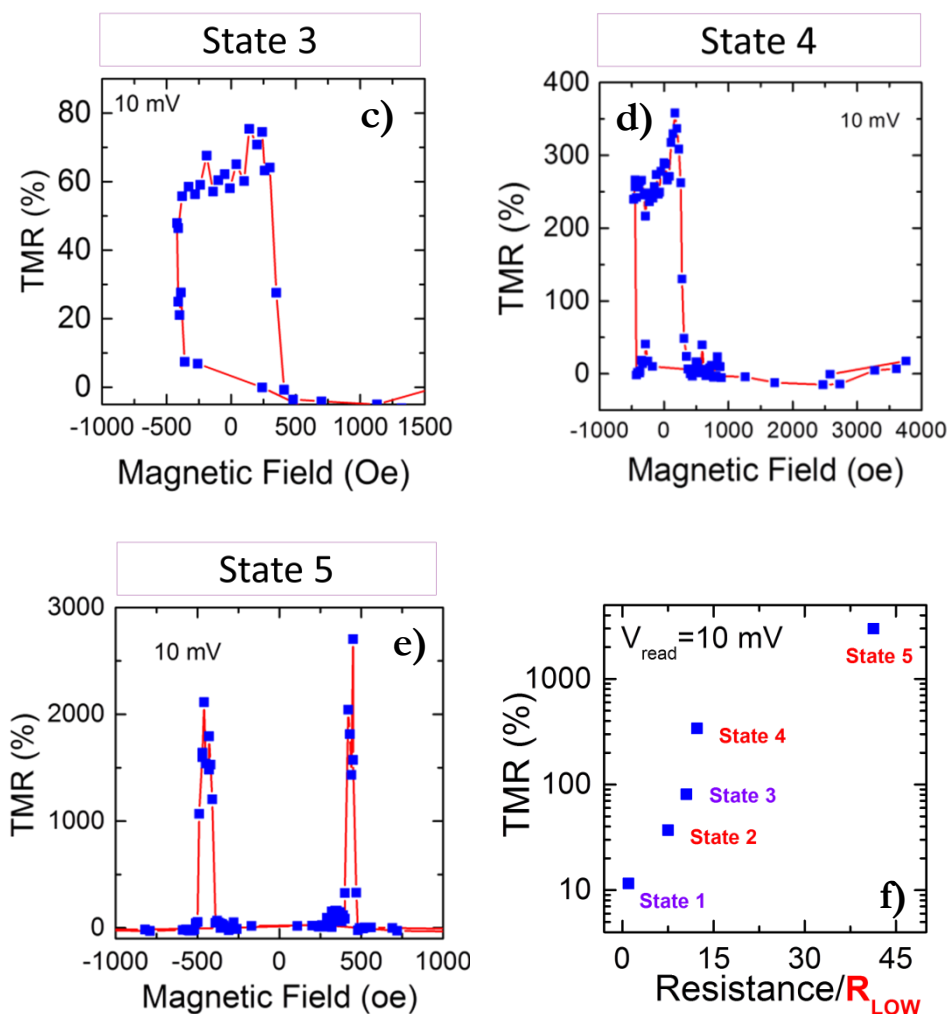 State 3
State 4
c)
10 mV
80
60
40
20
0
TMR (%)
-1000 -500 0 500 1000 1500
Magnetic Field (Oe)
d)
10 mV
400
300
200
100
0
TMR (%)
-1000 0 1000 2000 3000 4000
Magnetic Field (oe)
State 5
e)
10 mV
3000
2000
1000
0
TMR (%)
-1000 -500 0 500 1000
Magnetic Field (oe)
V_read=10 mV
State 5
State 4
State 3
State 2
State 1
f)
1000
100
10
TMR (%)
0 15 30 45
Resistance/R_LOW